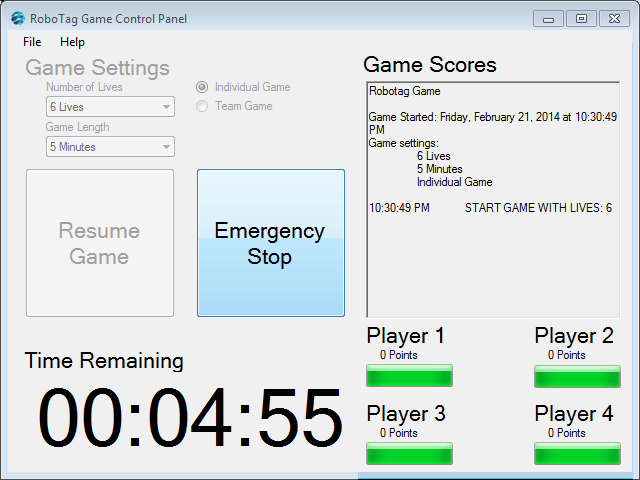 RoboTag Game Control Panel
File Help
Game Settings
Number of Lives
6 Lives
Game Length
5 Minutes
Individual Game
Team Game
Resume
Game
Emergency
Stop
Time Remaining
00:04:55
Game Scores
Robotag Game
Game Started: Friday, February 21, 2014 at 10:30:49
PM
Game settings:
6 Lives
5 Minutes
Individual Game
10:30:49 PM START GAME WITH LIVES: 6
Player 1
0 Points
Player 2
0 Points
Player 3
0 Points
Player 4
0 Points